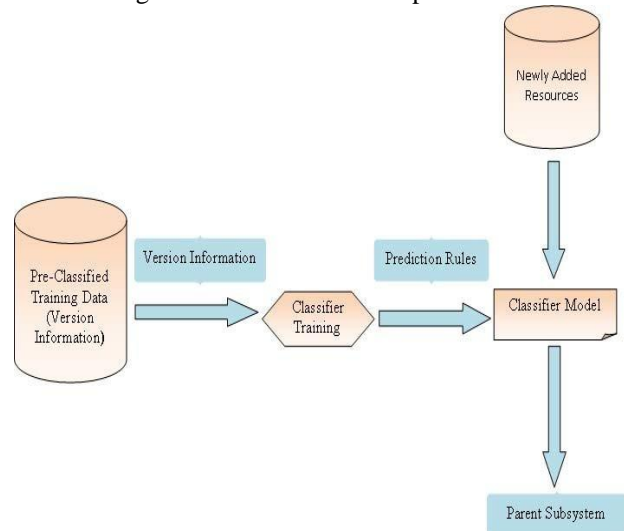 Newly Added
Resources
Version Information
Prediction Rules
Pre-Classified
Training Data
(Version
Information)
Classifier
Training
Classifier Model
Parent Subsystem